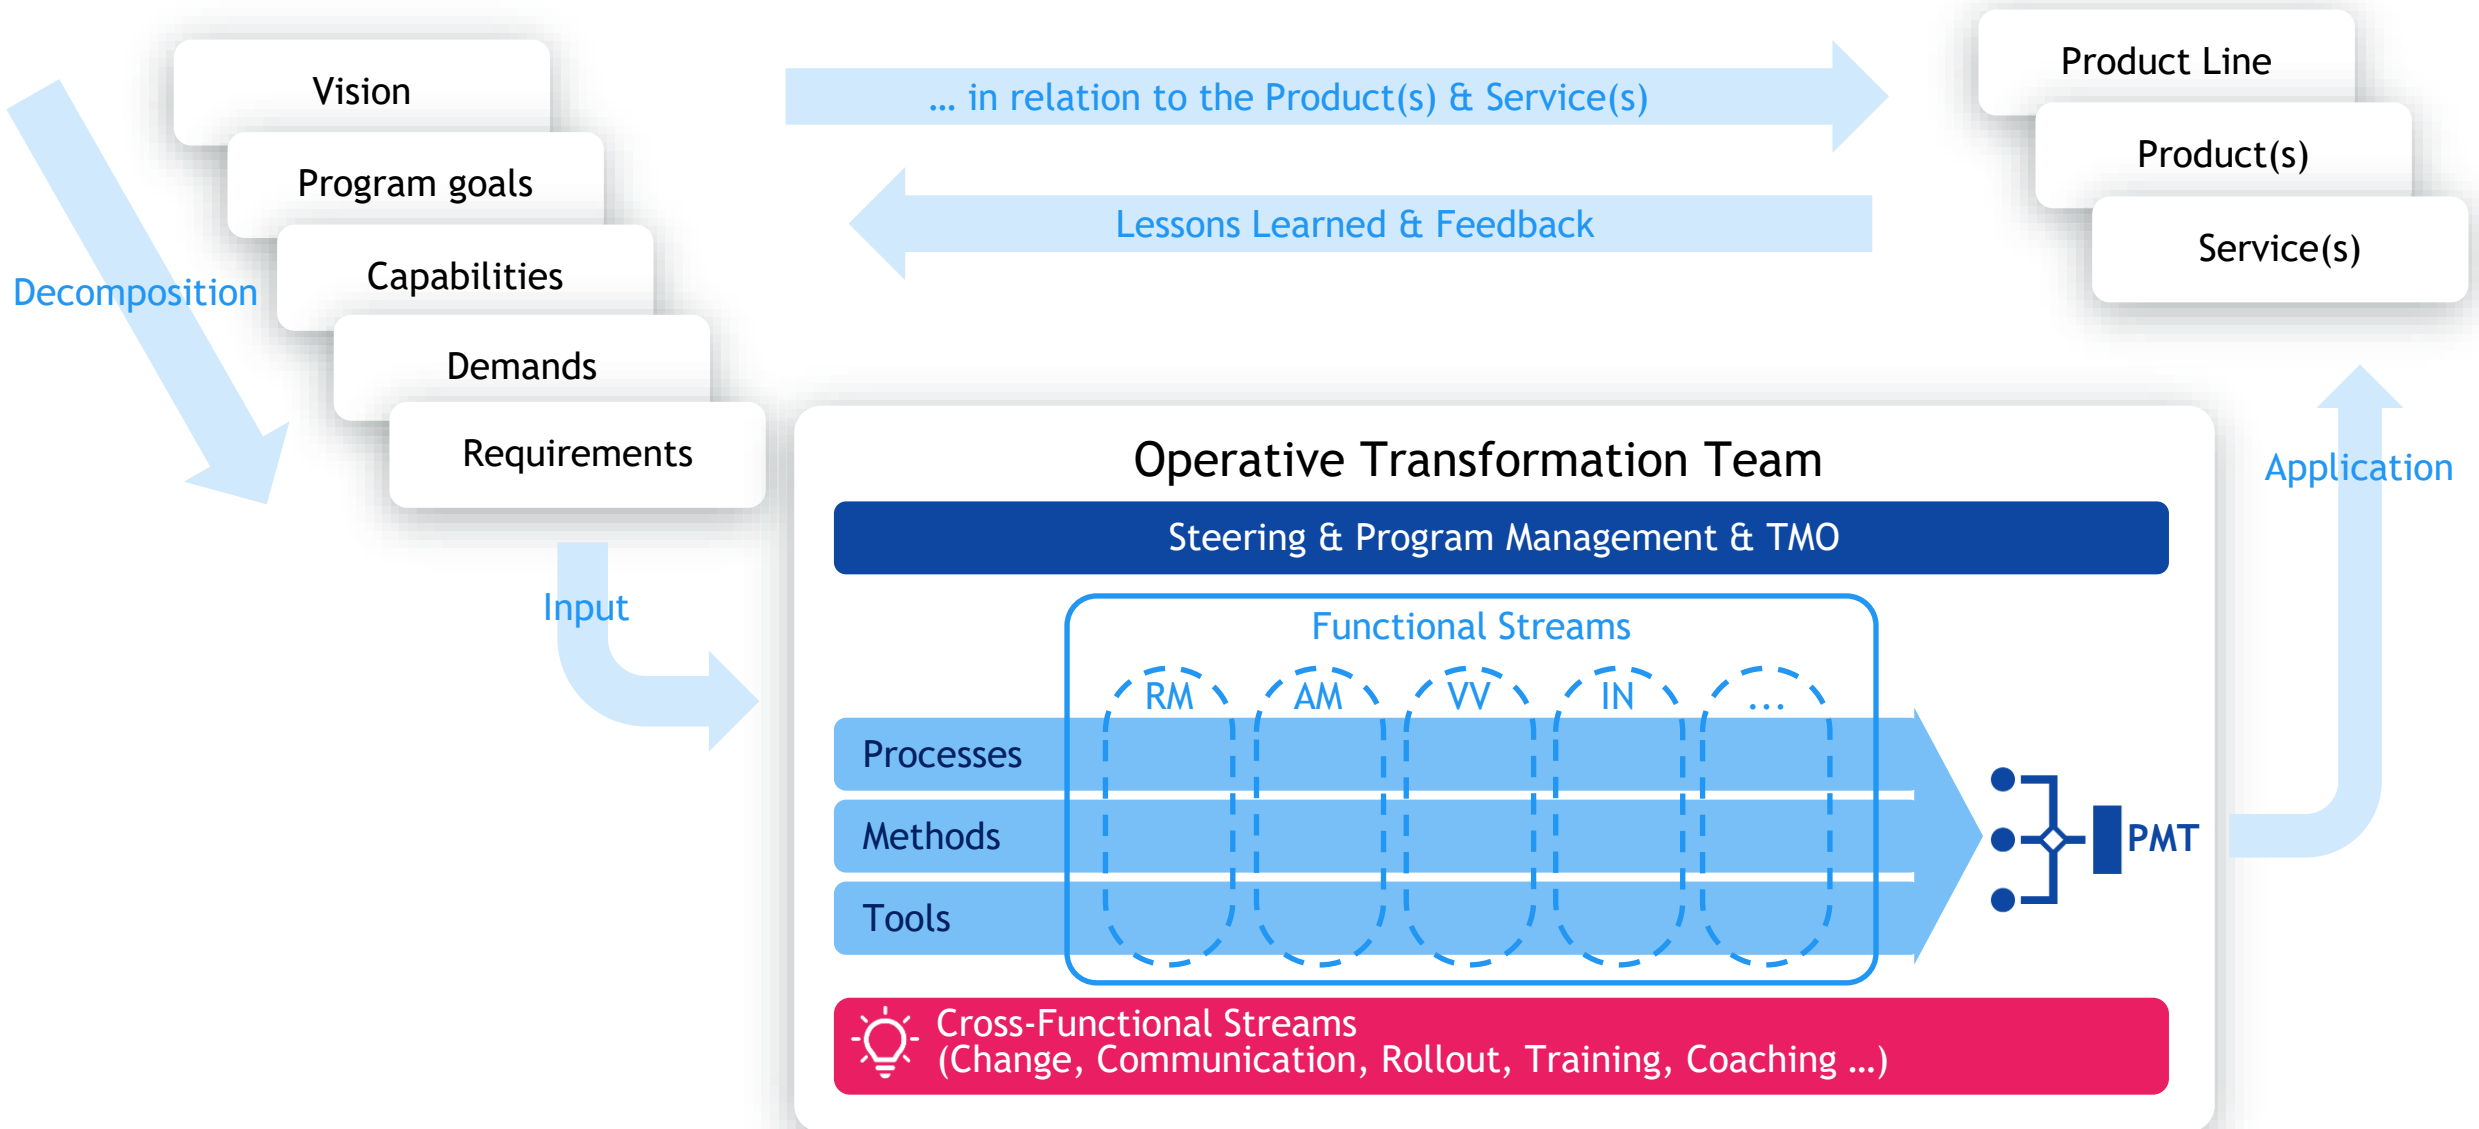 Vision
Program goals
Capabilities
Demands
Requirements
Decomposition
Input
… in relation to the Product(s) & Service(s)
Lessons Learned & Feedback
Product Line
Product(s)
Service(s)
Application
Operative Transformation Team
Steering & Program Management & TMO
Functional Streams
RM AM VV IN ...
Processes
Methods
Tools
PMT
Cross-Functional Streams
(Change, Communication, Rollout, Training, Coaching …)